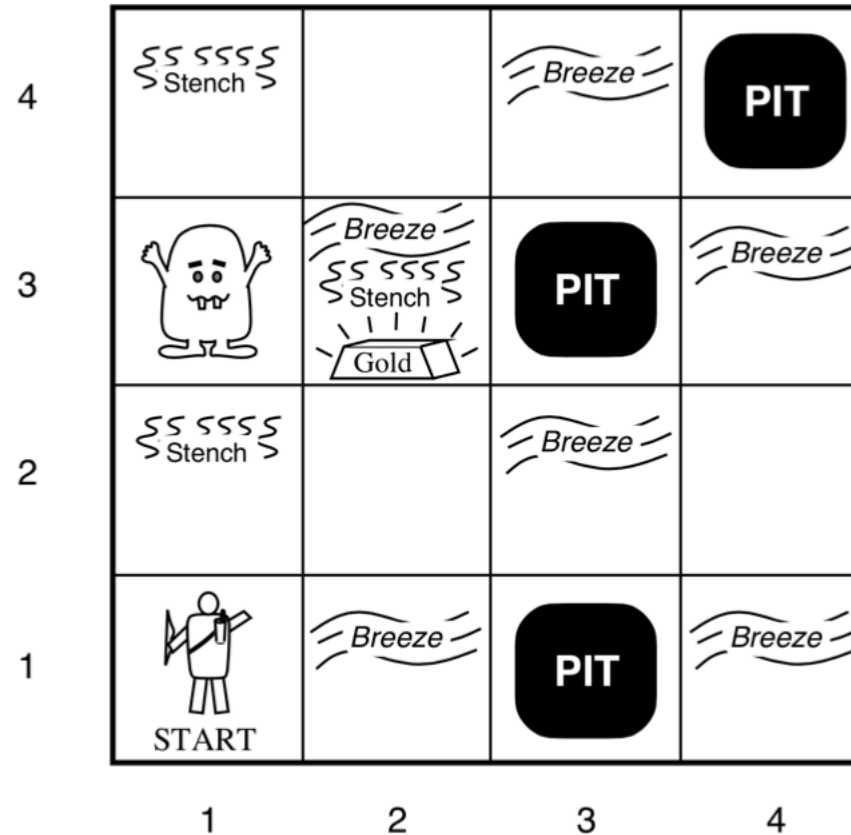 4
Stench
Breeze
PIT
3
Breeze
Stench
Gold
PIT
Breeze
2
Stench
Breeze
1
START
Breeze
PIT
Breeze
1 2 3 4